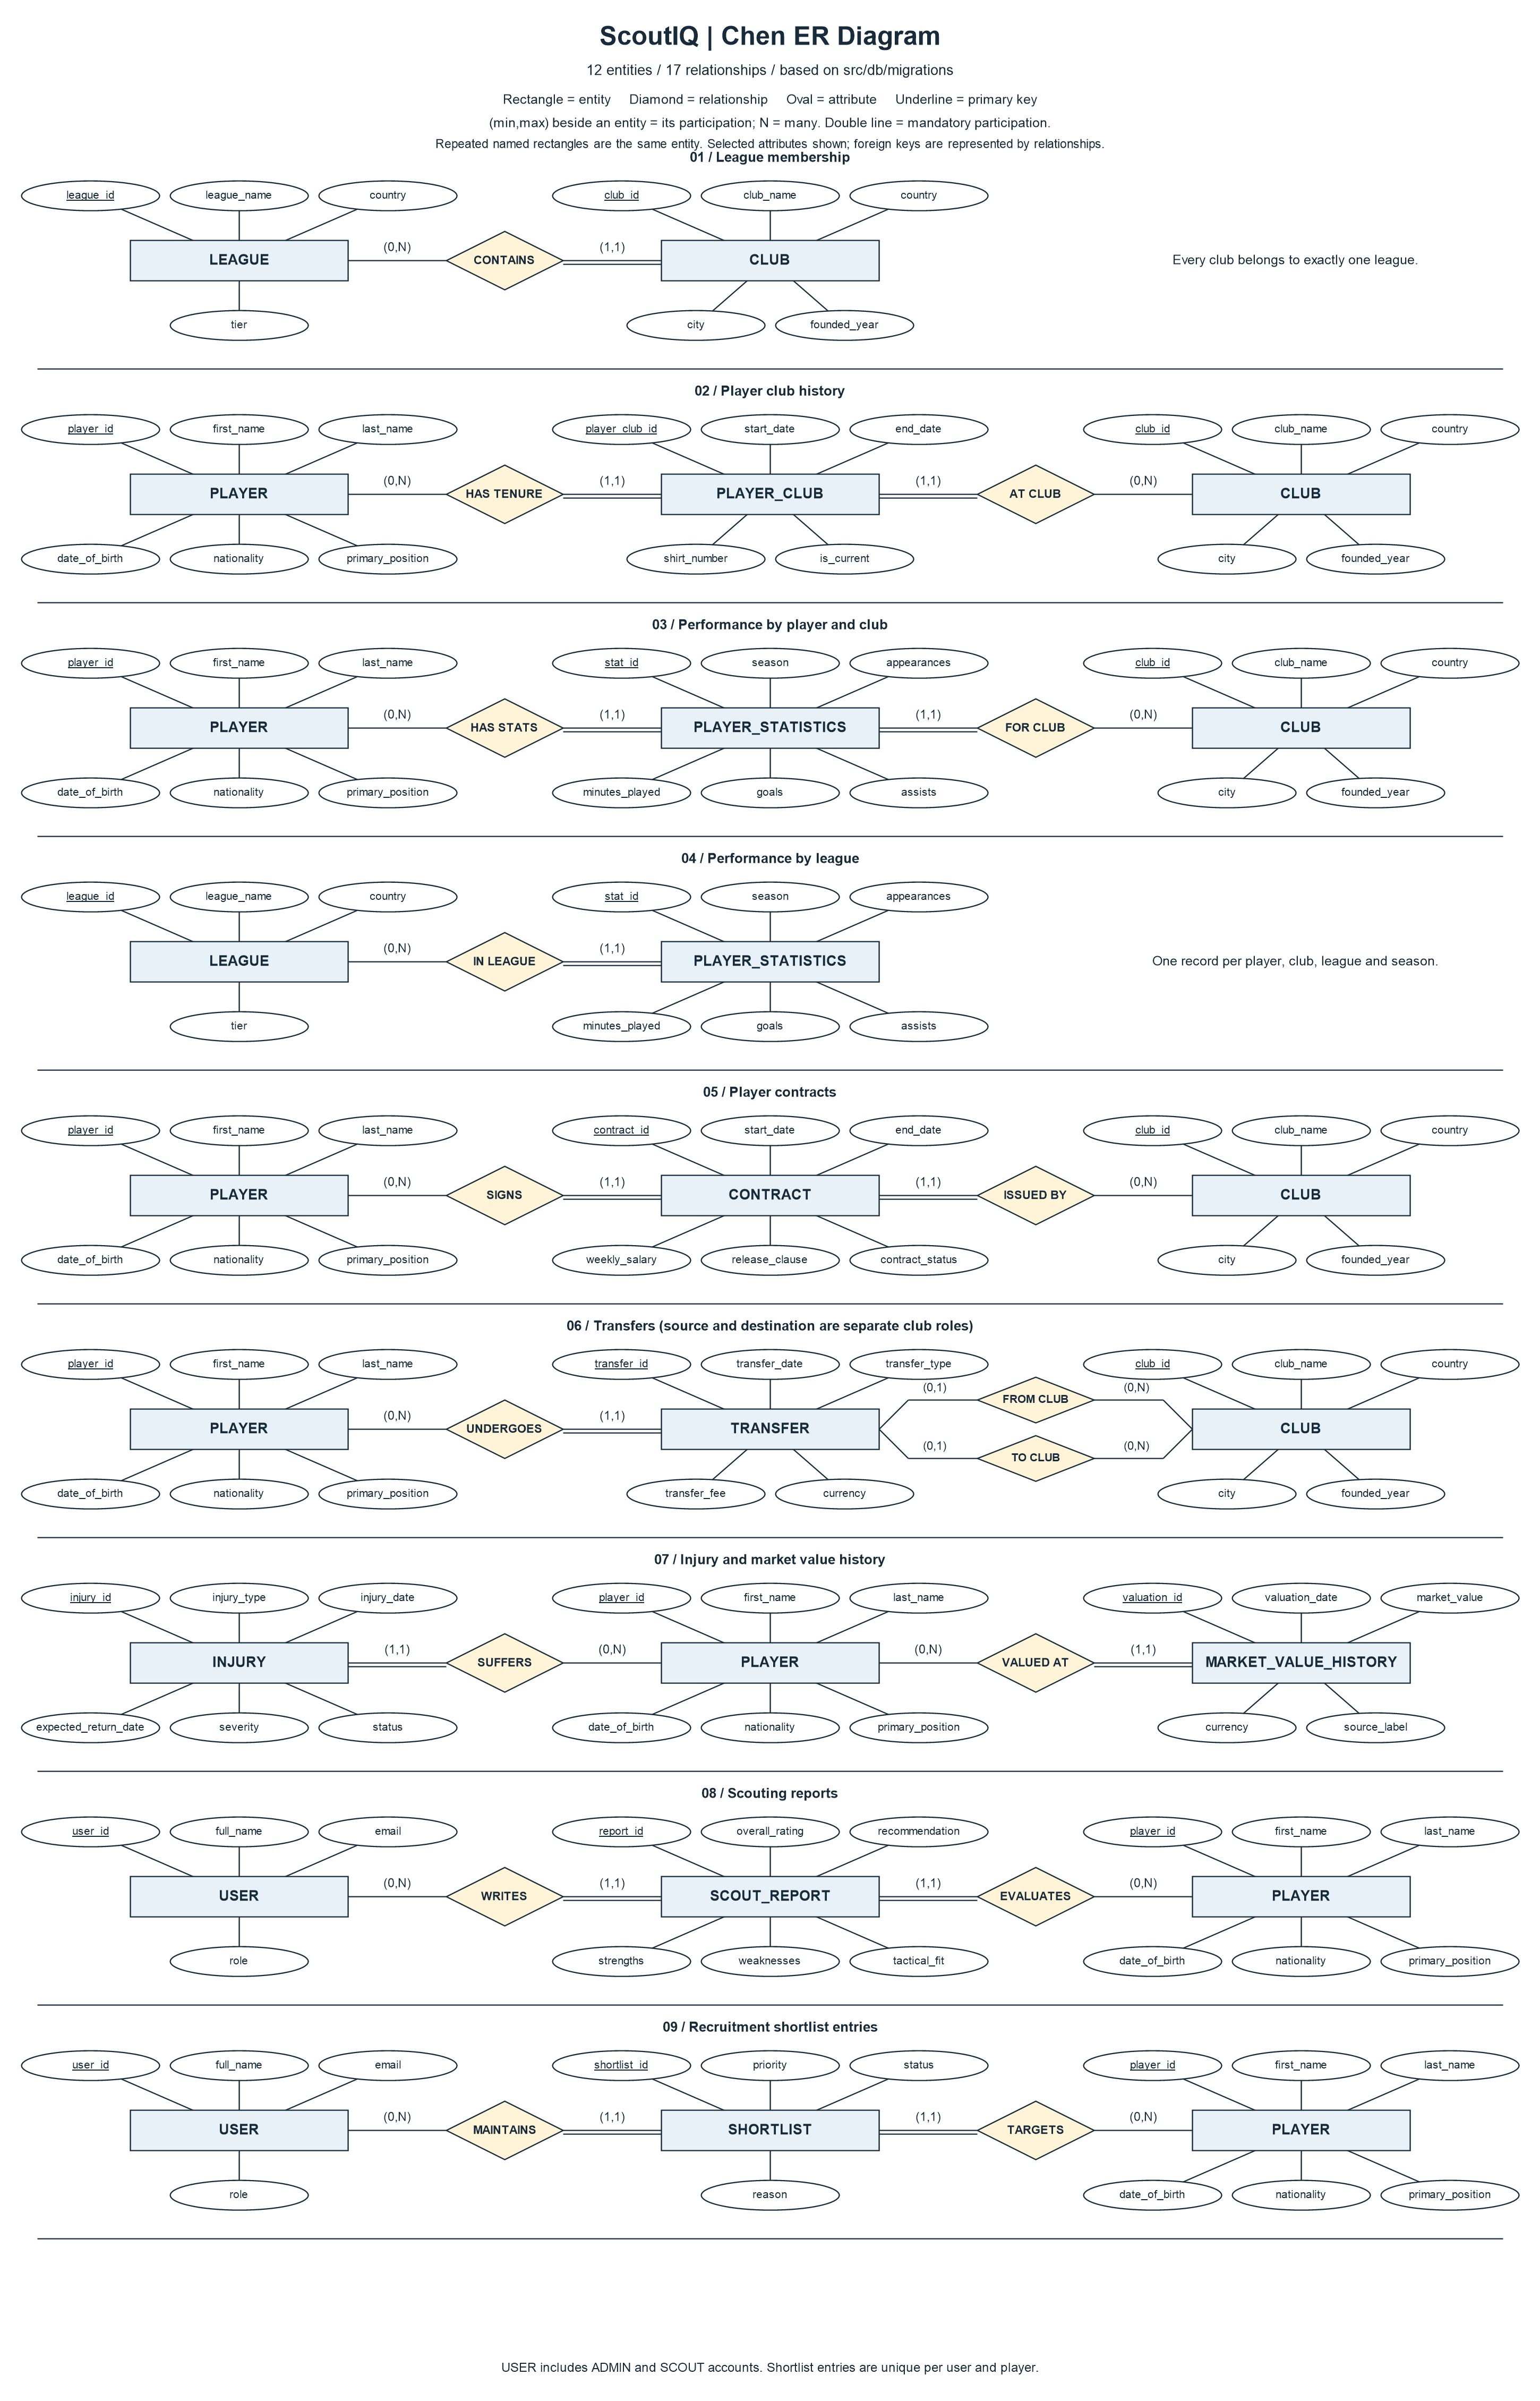 ScoutIQ | Chen ER Diagram
12 entities / 17 relationships / based on src/db/migrations
Rectangle = entity Diamond = relationship Oval = attribute Underline = primary key
(min,max) beside an entity = its participation; N = many. Double line = mandatory participation.
Repeated named rectangles are the same entity. Selected attributes shown; foreign keys are represented by relationships.
01 / League membership
league_id league_name country club_id club_name country
LEAGUE (0,N) CONTAINS (1,1) CLUB Every club belongs to exactly one league.
tier city founded_year
02 / Player club history
player_id first_name last_name player_club_id start_date end_date club_id club_name country
PLAYER (0,N) HAS TENURE (1,1) PLAYER_CLUB (1,1) AT CLUB (0,N) CLUB
date_of_birth nationality primary_position shirt_number is_current city founded_year
03 / Performance by player and club
player_id first_name last_name stat_id season appearances club_id club_name country
PLAYER (0,N) HAS STATS (1,1) PLAYER_STATISTICS (1,1) FOR CLUB (0,N) CLUB
date_of_birth nationality primary_position minutes_played goals assists city founded_year
04 / Performance by league
league_id league_name country stat_id season appearances
LEAGUE (0,N) IN LEAGUE (1,1) PLAYER_STATISTICS One record per player, club, league and season.
tier minutes_played goals assists
05 / Player contracts
player_id first_name last_name contract_id start_date end_date club_id club_name country
PLAYER (0,N) SIGNS (1,1) CONTRACT (1,1) ISSUED BY (0,N) CLUB
date_of_birth nationality primary_position weekly_salary release_clause contract_status city founded_year
06 / Transfers (source and destination are separate club roles)
player_id first_name last_name transfer_id transfer_date transfer_type club_id club_name country
(0,1) FROM CLUB (0,N)
PLAYER (0,N) UNDERGOES (1,1) TRANSFER CLUB
(0,1) TO CLUB (0,N)
date_of_birth nationality primary_position transfer_fee currency city founded_year
07 / Injury and market value history
injury_id injury_type injury_date player_id first_name last_name valuation_id valuation_date market_value
INJURY (1,1) SUFFERS (0,N) PLAYER (0,N) VALUED AT (1,1) MARKET_VALUE_HISTORY
expected_return_date severity status date_of_birth nationality primary_position currency source_label
08 / Scouting reports
user_id full_name email report_id overall_rating recommendation player_id first_name last_name
USER (0,N) WRITES (1,1) SCOUT_REPORT (1,1) EVALUATES (0,N) PLAYER
role strengths weaknesses tactical_fit date_of_birth nationality primary_position
09 / Recruitment shortlist entries
user_id full_name email shortlist_id priority status player_id first_name last_name
USER (0,N) MAINTAINS (1,1) SHORTLIST (1,1) TARGETS (0,N) PLAYER
role reason date_of_birth nationality primary_position
USER includes ADMIN and SCOUT accounts. Shortlist entries are unique per user and player.